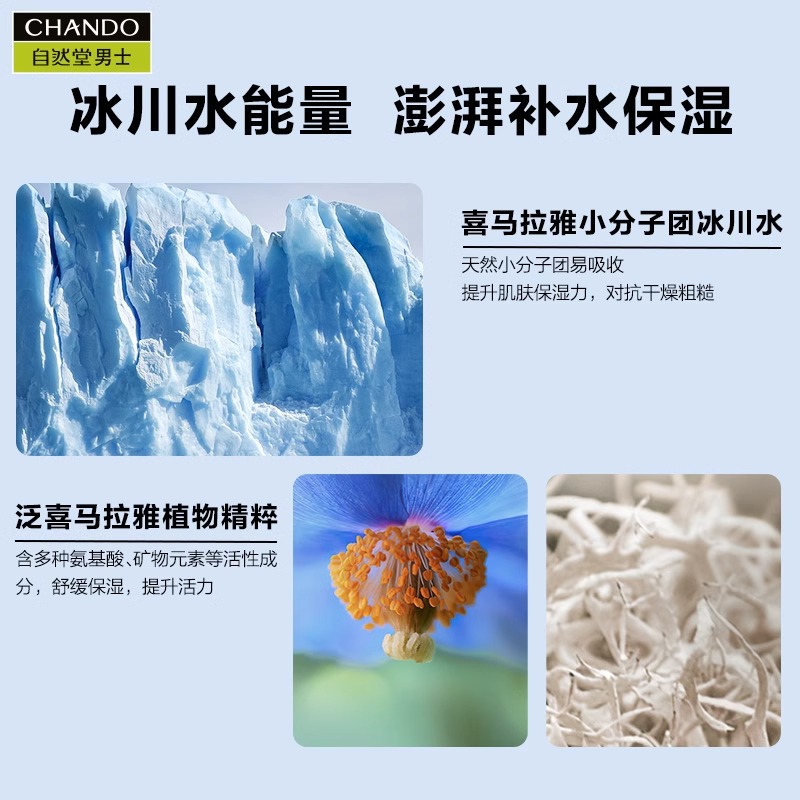 CHANDO
自然堂男士
冰川水能量 澎湃补水保湿
喜马拉雅小分子团冰川水
天然小分子团易吸收
提升肌肤保湿力，对抗干燥粗糙
泛喜马拉雅植物精粹
含多种氨基酸、矿物元素等活性成
分，舒缓保湿，提升活力